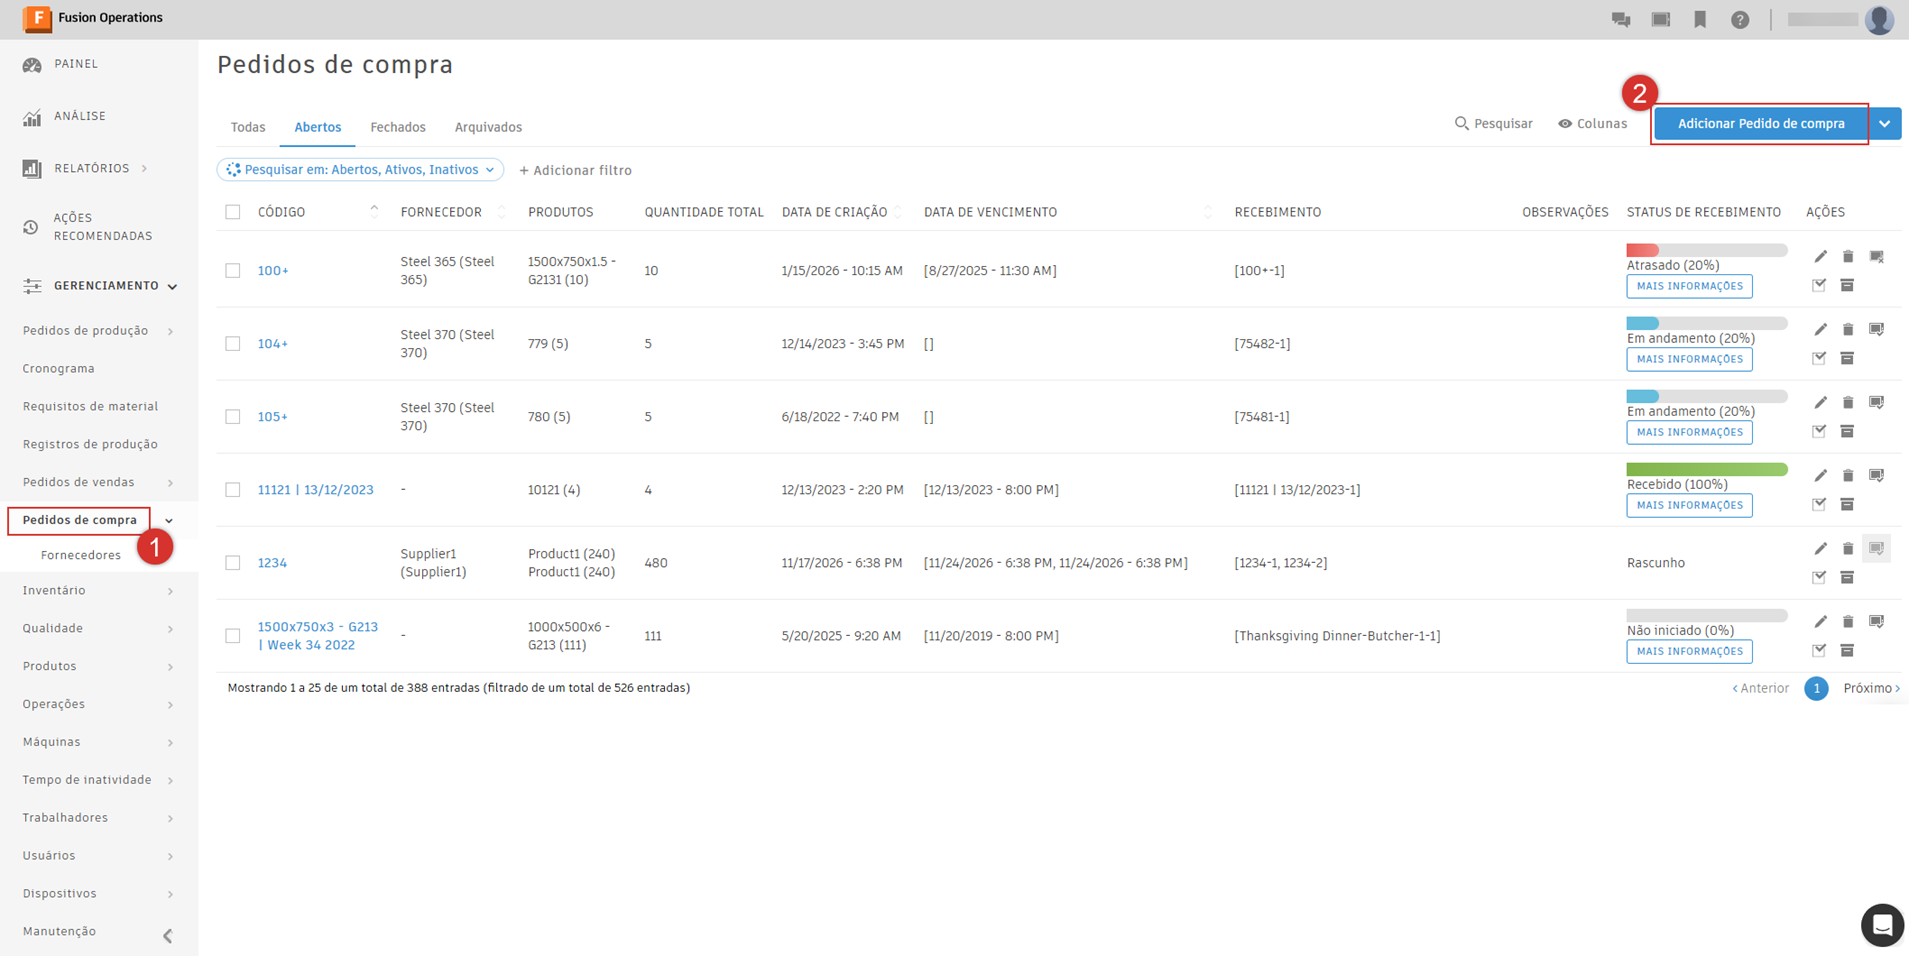 F Fusion Operations
PAINEL
ANÁLISE
RELATÓRIOS
AÇÕES
RECOMENDADAS
GERENCIAMENTO
Pedidos de produção
Cronograma
Requisitos de material
Registros de produção
Pedidos de vendas
Pedidos de compra
1
Fornecedores
Inventário
Qualidade
Produtos
Operações
Máquinas
Tempo de inatividade
Trabalhadores
Usuários
Dispositivos
Manutenção
Pedidos de compra
Todas Abertos Fechados Arquivados
Pesquisar Colunas
2
Adicionar Pedido de compra
Pesquisar em: Abertos, Ativos, Inativos + Adicionar filtro
CÓDIGO FORNECEDOR PRODUTOS QUANTIDADE TOTAL DATA DE CRIAÇÃO DATA DE VENCIMENTO RECEBIMENTO OBSERVAÇÕES STATUS DE RECEBIMENTO AÇÕES
100+ Steel 365 (Steel 1500x750x1.5 - 10 1/15/2026 - 10:15 AM [8/27/2025 - 11:30 AM] [100+-1] Atrasado (20%)
365) G2131 (10) MAIS INFORMAÇÕES
104+ Steel 370 (Steel 779 (5) 5 12/14/2023 - 3:45 PM [] [75482-1] Em andamento (20%)
370) MAIS INFORMAÇÕES
105+ Steel 370 (Steel 780 (5) 5 6/18/2022 - 7:40 PM [] [75481-1] Em andamento (20%)
370) MAIS INFORMAÇÕES
11121 | 13/12/2023 - 10121 (4) 4 12/13/2023 - 2:20 PM [12/13/2023 - 8:00 PM] [11121 | 13/12/2023-1] Recebido (100%)
MAIS INFORMAÇÕES
1234 Supplier1 Product1 (240) 480 11/17/2026 - 6:38 PM [11/24/2026 - 6:38 PM, 11/24/2026 - 6:38 PM] [1234-1, 1234-2] Rascunho
(Supplier1) Product1 (240)
1500x750x3 - G213 - 1000x500x6 - 111 5/20/2025 - 9:20 AM [11/20/2019 - 8:00 PM] [Thanksgiving Dinner-Butcher-1-1] Não iniciado (0%)
| Week 34 2022 G213 (111) MAIS INFORMAÇÕES
Mostrando 1 a 25 de um total de 388 entradas (filtrado de um total de 526 entradas)
Anterior 1 Próximo